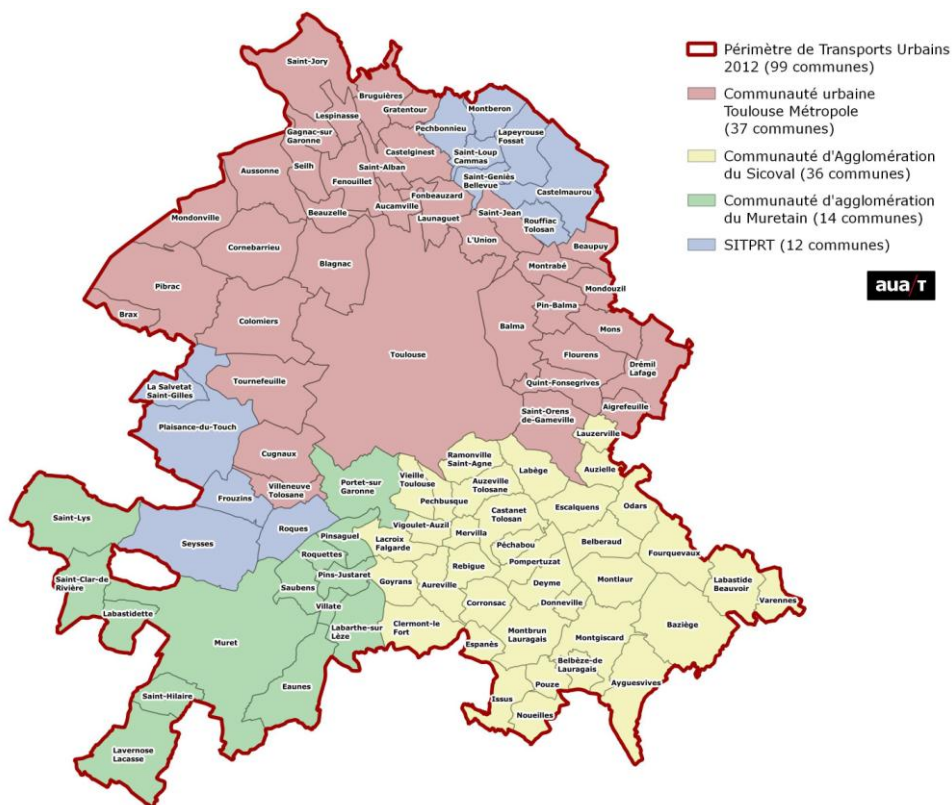 Périmètre de Transports Urbains
2012 (99 communes)
Communauté urbaine
Toulouse Métropole
(37 communes)
Communauté d'Agglomération
du Sicoval (36 communes)
Communauté d'agglomération
du Muretain (14 communes)
SITPRT (12 communes)
aua/T
Saint-Jory
Bruguières
Gratentour
Lespinasse
Montberon
Pechbonnieu
Lapeyrouse
Fossat
Gagnac-sur
Garonne
Castelginest
Saint-Loup
Cammas
Seilh
Saint-Alban
Aussonne
Fenouillet
Saint-Geniès
Bellevue
Castelmaurou
Fonbeauzard
Aucamville
Beauzelle
Launaguet
Saint-Jean
Rouffiac
Tolosan
Mondonville
L'Union
Beaupuy
Cornebarrieu
Blagnac
Montrabé
Pibrac
Mondouzil
Pin-Balma
Brax
Colomiers
Balma
Mons
Toulouse
Flourens
Drémil
Lafage
Tournefeuille
Quint-Fonsegrives
La Salvetat
Saint-Gilles
Aigrefeuille
Saint-Orens
de-Gameville
Plaisance-du-Touch
Lauzerville
Cugnaux
Ramonville
Saint-Agne
Villeneuve
Tolosane
Portet-sur
Garonne
Vieille
Toulouse
Labège
Auzielle
Auzeville
Tolosane
Frouzins
Pechbusque
Saint-Lys
Roques
Castanet
Tolosan
Escalquens
Odars
Vigoulet-Auzil
Mervilla
Pinsaguel
Seysses
Lacroix
Falgarde
Péchabou
Belberaud
Fourquevaux
Roquettes
Rebigue
Pompertuzat
Saint-Clar-de
Rivière
Pins-Justaret
Goyrans
Aureville
Deyme
Montlaur
Labastide
Beauvoir
Varennes
Saubens
Corronsac
Donneville
Labastidette
Villate
Baziège
Clermont-le
Fort
Labarthe-sur
Lèze
Montbrun
Lauragais
Montgiscard
Muret
Espanès
Belbèze-de
Lauragais
Eaunes
Pouze
Ayguesvives
Saint-Hilaire
Issus
Noueilles
Lavernose
Lacasse